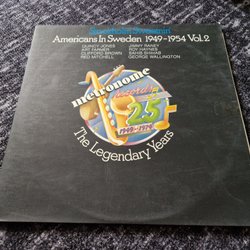 Americans In Sweden 1949-1954 Vol.2
QUINCY JONES
ART FARMER
CLIFFORD BROWN
RED MITCHELL
JIMMY RANEY
ROY HAYNES
SAHIB SHIHAB
GEORGE WALLINGTON
metronome
records
25
1949-1974
The Legendary Years